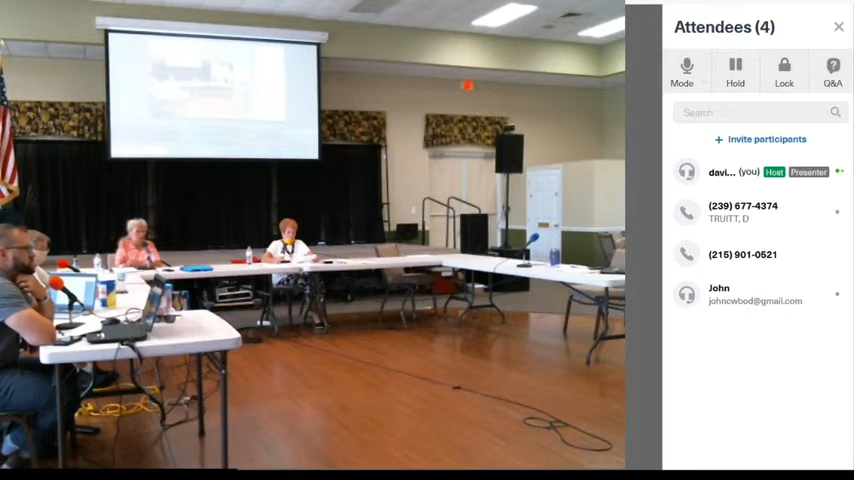 Attendees (4)
Mode
Hold
Lock
Q&A
Search
+ Invite participants
davi... (you) Host Presenter
(239) 677-4374
TRUITT, D
(215) 901-0521
John
johncwbod@gmail.com